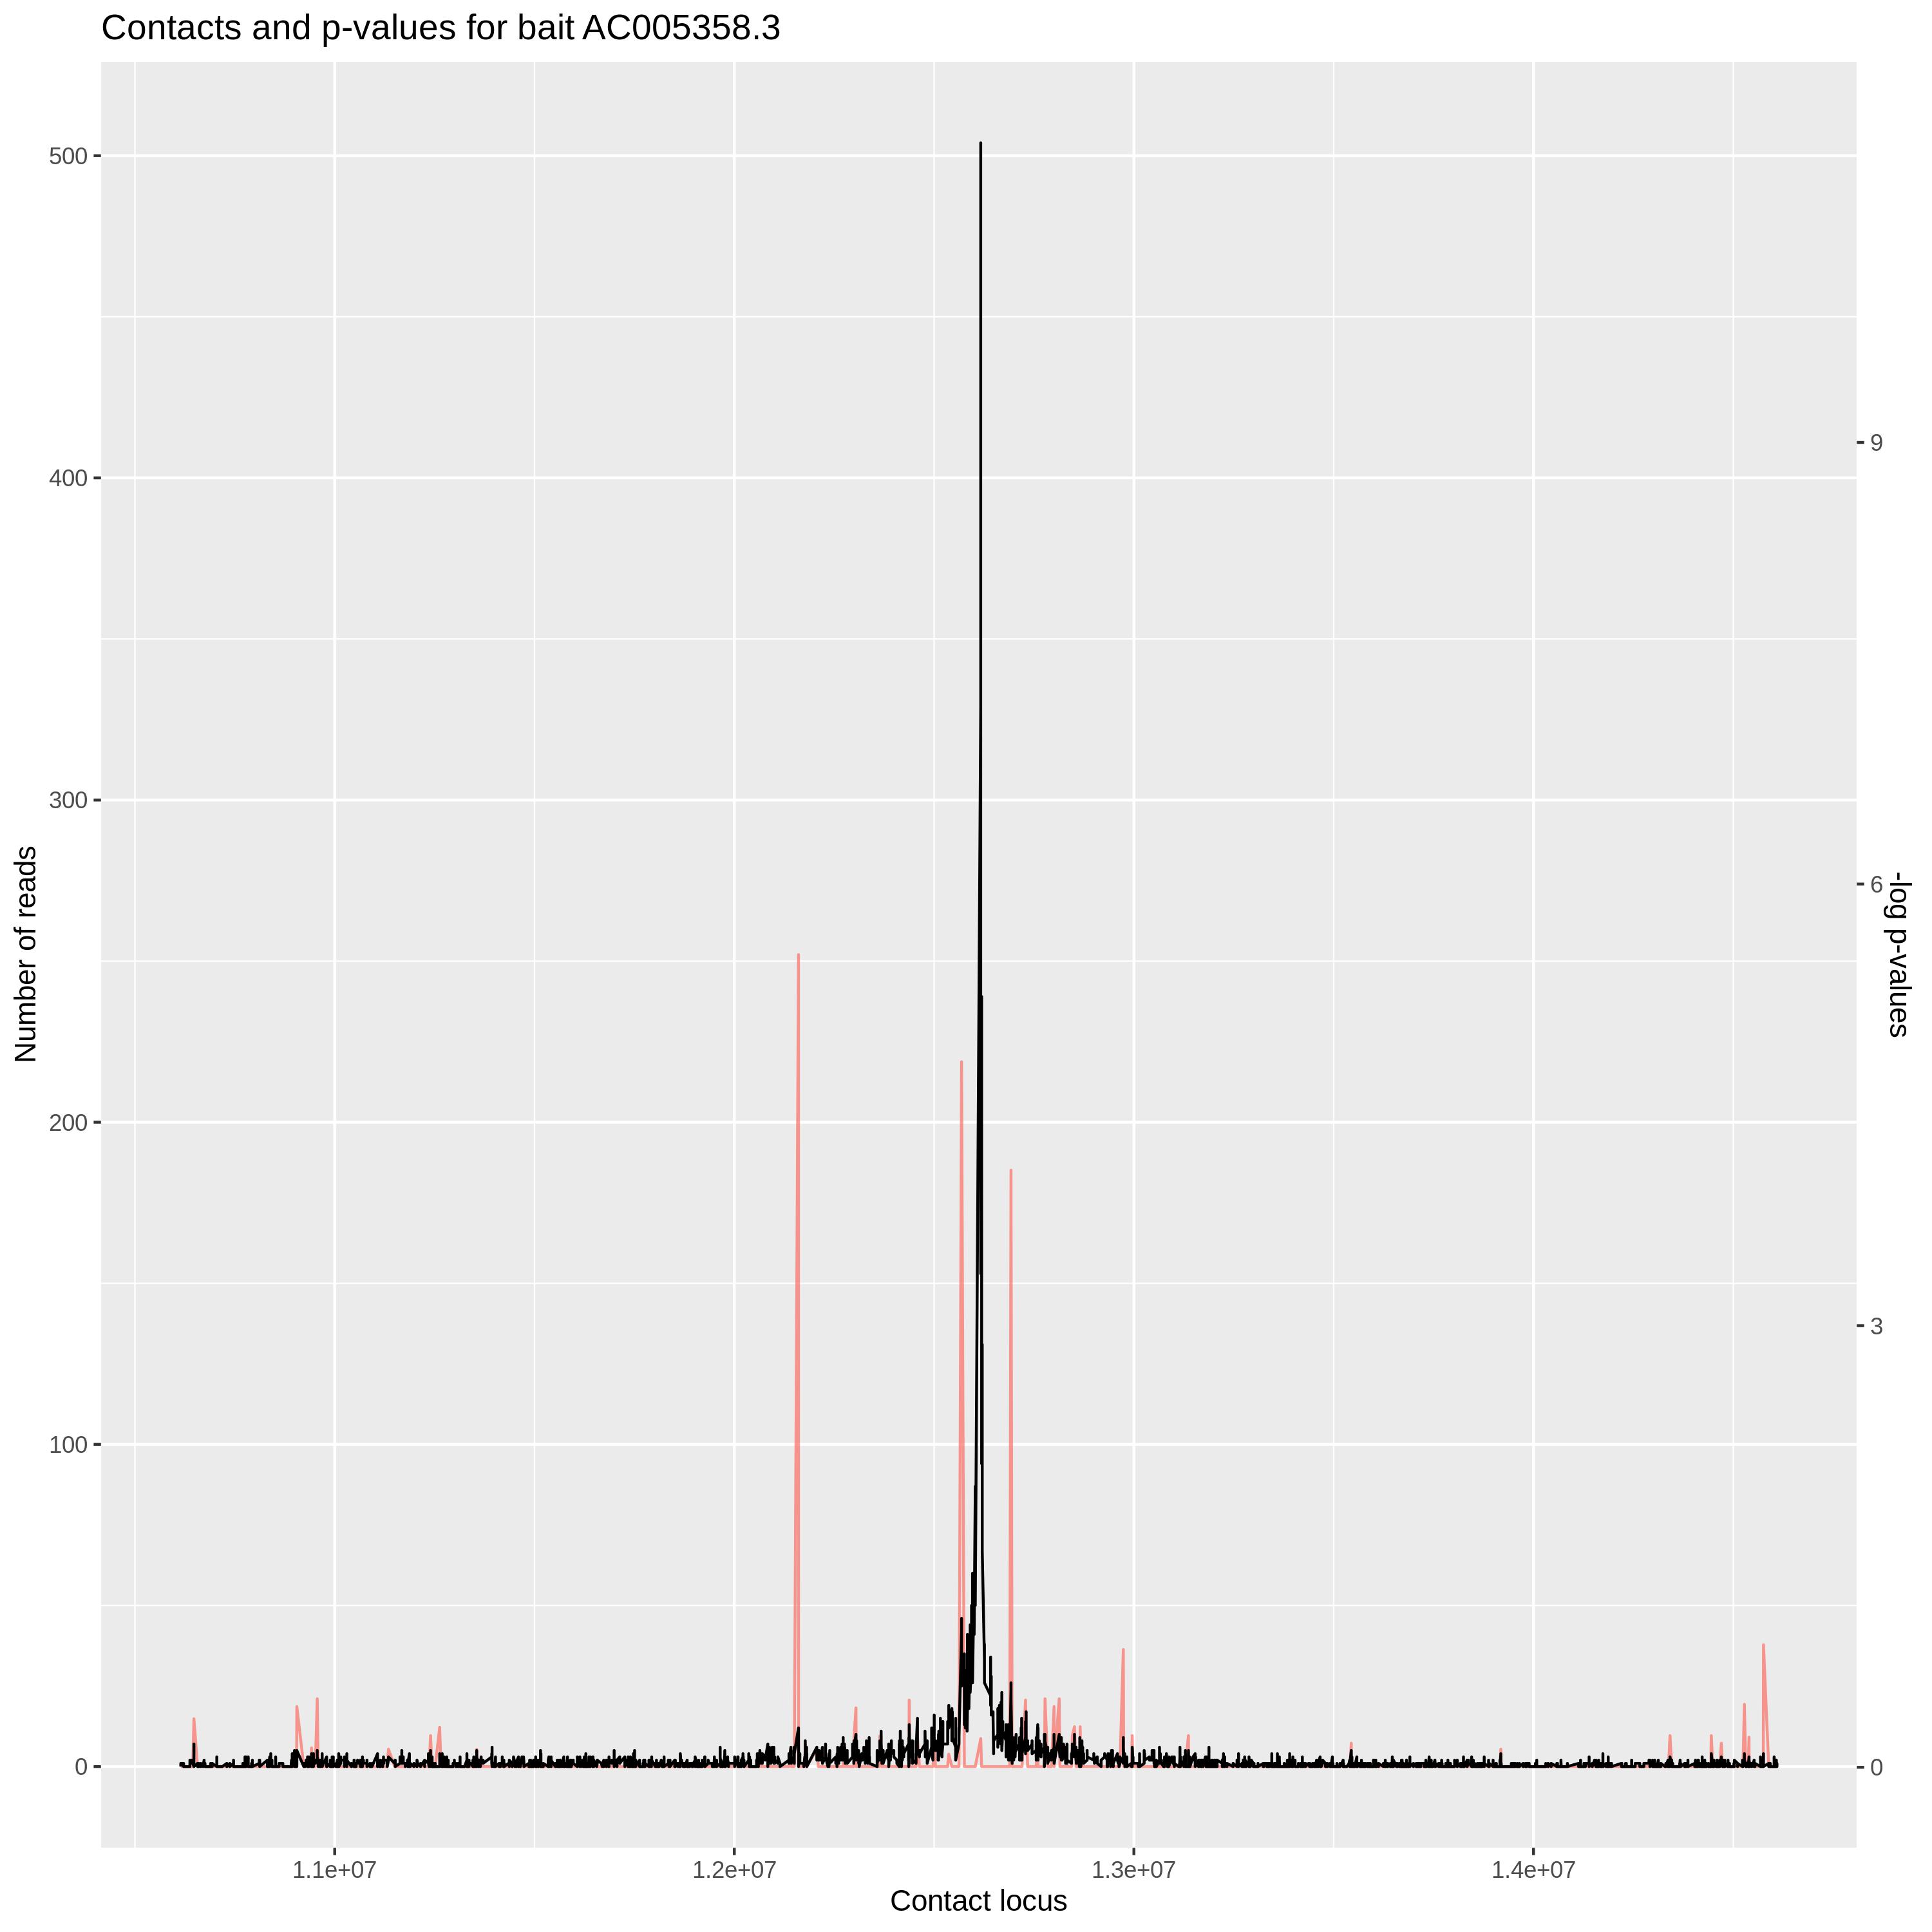 Contacts and p-values for bait AC005358.3
500
400
300
200
100
0
Number of reads
9
6
3
0
-log p-values
1.1e+07
1.2e+07
1.3e+07
1.4e+07
Contact locus